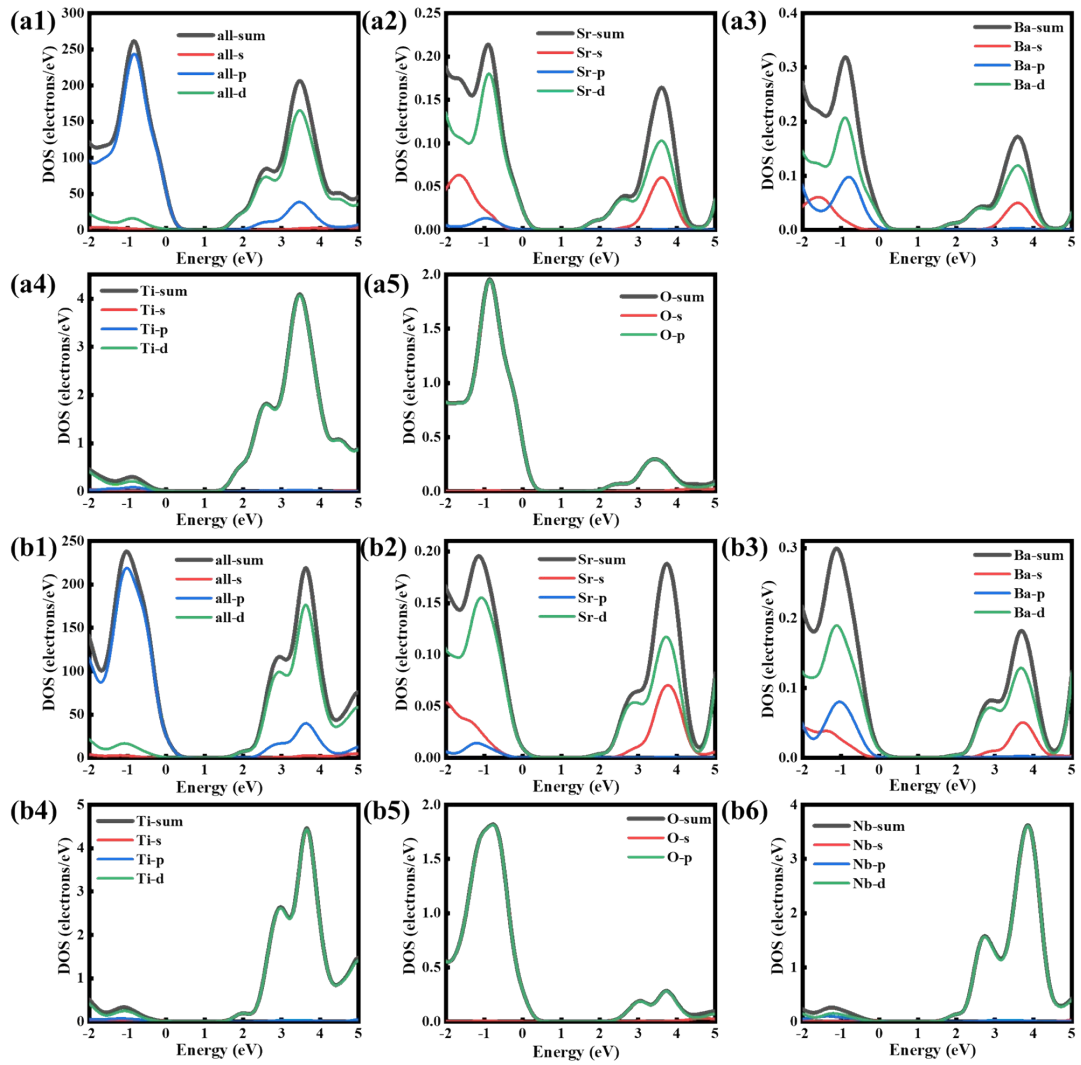 (a1)
DOS (electrons/eV)
300
250
200
150
100
50
0
all-sum
all-s
all-p
all-d
-2 -1 0 1 2 3 4 5
Energy (eV)
(a2)
DOS (electrons/eV)
0.25
0.20
0.15
0.10
0.05
0.00
Sr-sum
Sr-s
Sr-p
Sr-d
-2 -1 0 1 2 3 4 5
Energy (eV)
(a3)
DOS (electrons/eV)
0.4
0.3
0.2
0.1
0.0
Ba-sum
Ba-s
Ba-p
Ba-d
-2 -1 0 1 2 3 4 5
Energy (eV)
(a4)
DOS (electrons/eV)
4
3
2
1
0
Ti-sum
Ti-s
Ti-p
Ti-d
-2 -1 0 1 2 3 4 5
Energy (eV)
(a5)
DOS (electrons/eV)
2.0
1.5
1.0
0.5
0.0
O-sum
O-s
O-p
-2 -1 0 1 2 3 4 5
Energy (eV)
(b1)
DOS (electrons/eV)
250
200
150
100
50
0
all-sum
all-s
all-p
all-d
-2 -1 0 1 2 3 4 5
Energy (eV)
(b2)
DOS (electrons/eV)
0.20
0.15
0.10
0.05
0.00
Sr-sum
Sr-s
Sr-p
Sr-d
-2 -1 0 1 2 3 4 5
Energy (eV)
(b3)
DOS (electrons/eV)
0.3
0.2
0.1
0.0
Ba-sum
Ba-s
Ba-p
Ba-d
-2 -1 0 1 2 3 4 5
Energy (eV)
(b4)
DOS (electrons/eV)
5
4
3
2
1
0
Ti-sum
Ti-s
Ti-p
Ti-d
-2 -1 0 1 2 3 4 5
Energy (eV)
(b5)
DOS (electrons/eV)
2.0
1.5
1.0
0.5
0.0
O-sum
O-s
O-p
-2 -1 0 1 2 3 4 5
Energy (eV)
(b6)
DOS (electrons/eV)
4
3
2
1
0
Nb-sum
Nb-s
Nb-p
Nb-d
-2 -1 0 1 2 3 4 5
Energy (eV)